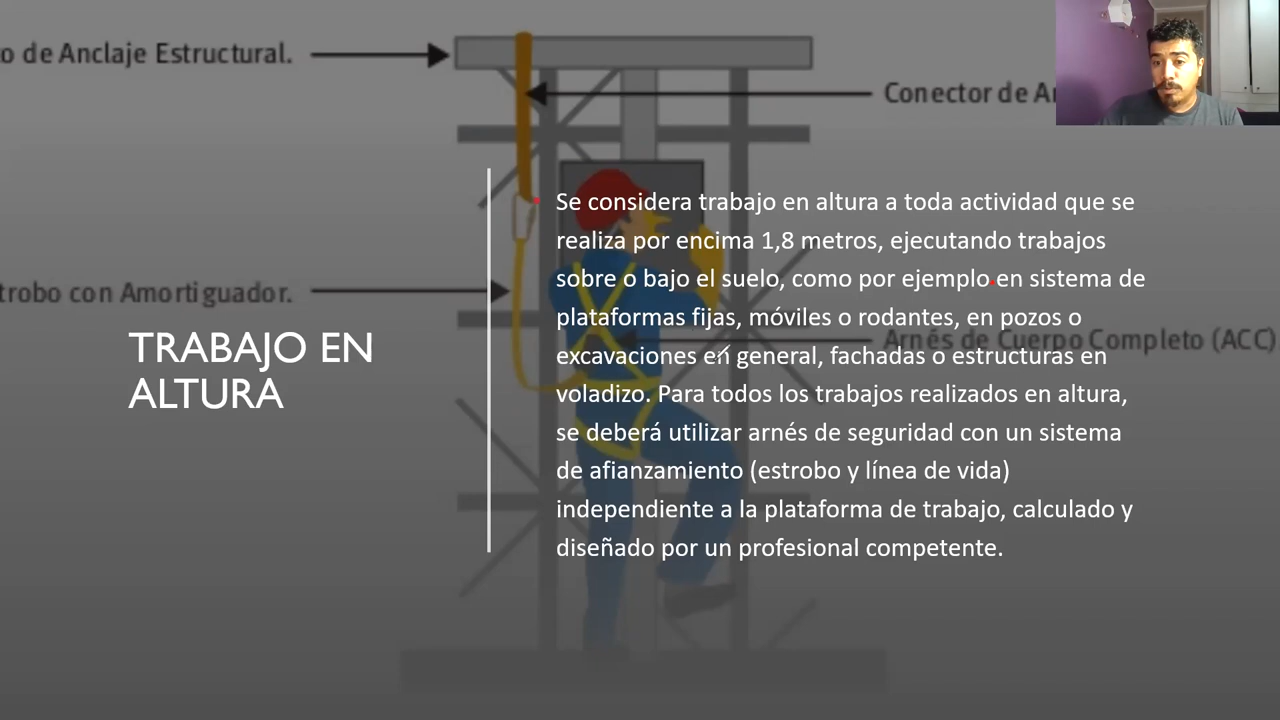 o de Anclaje Estructural.
Conector de An
trobo con Amortiguador.
Arnés de Cuerpo Completo (ACC)
TRABAJO EN
ALTURA
• Se considera trabajo en altura a toda actividad que se
realiza por encima 1,8 metros, ejecutando trabajos
sobre o bajo el suelo, como por ejemplo en sistema de
plataformas fijas, móviles o rodantes, en pozos o
excavaciones en general, fachadas o estructuras en
voladizo. Para todos los trabajos realizados en altura,
se deberá utilizar arnés de seguridad con un sistema
de afianzamiento (estrobo y línea de vida)
independiente a la plataforma de trabajo, calculado y
diseñado por un profesional competente.